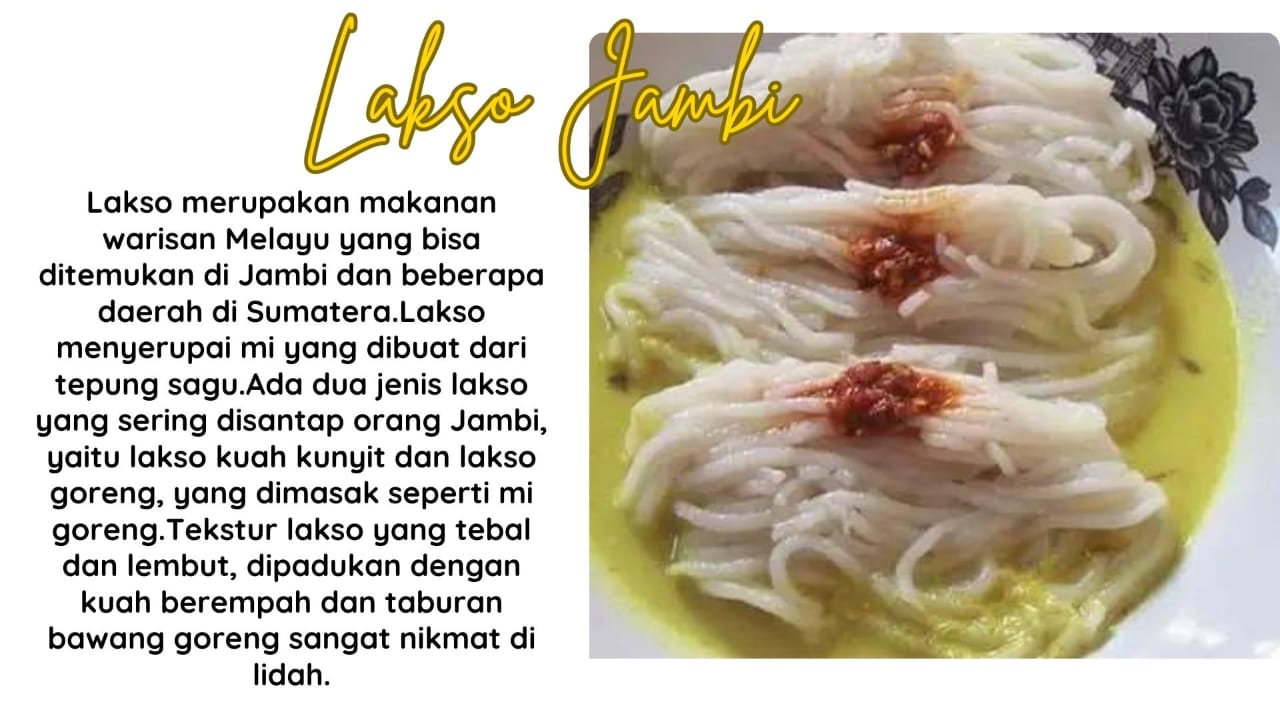 Lakso Jambi
Lakso merupakan makanan
warisan Melayu yang bisa
ditemukan di Jambi dan beberapa
daerah di Sumatera.Lakso
menyerupai mi yang dibuat dari
tepung sagu.Ada dua jenis lakso
yang sering disantap orang Jambi,
yaitu lakso kuah kunyit dan lakso
goreng, yang dimasak seperti mi
goreng.Tekstur lakso yang tebal
dan lembut, dipadukan dengan
kuah berempah dan taburan
bawang goreng sangat nikmat di
lidah.